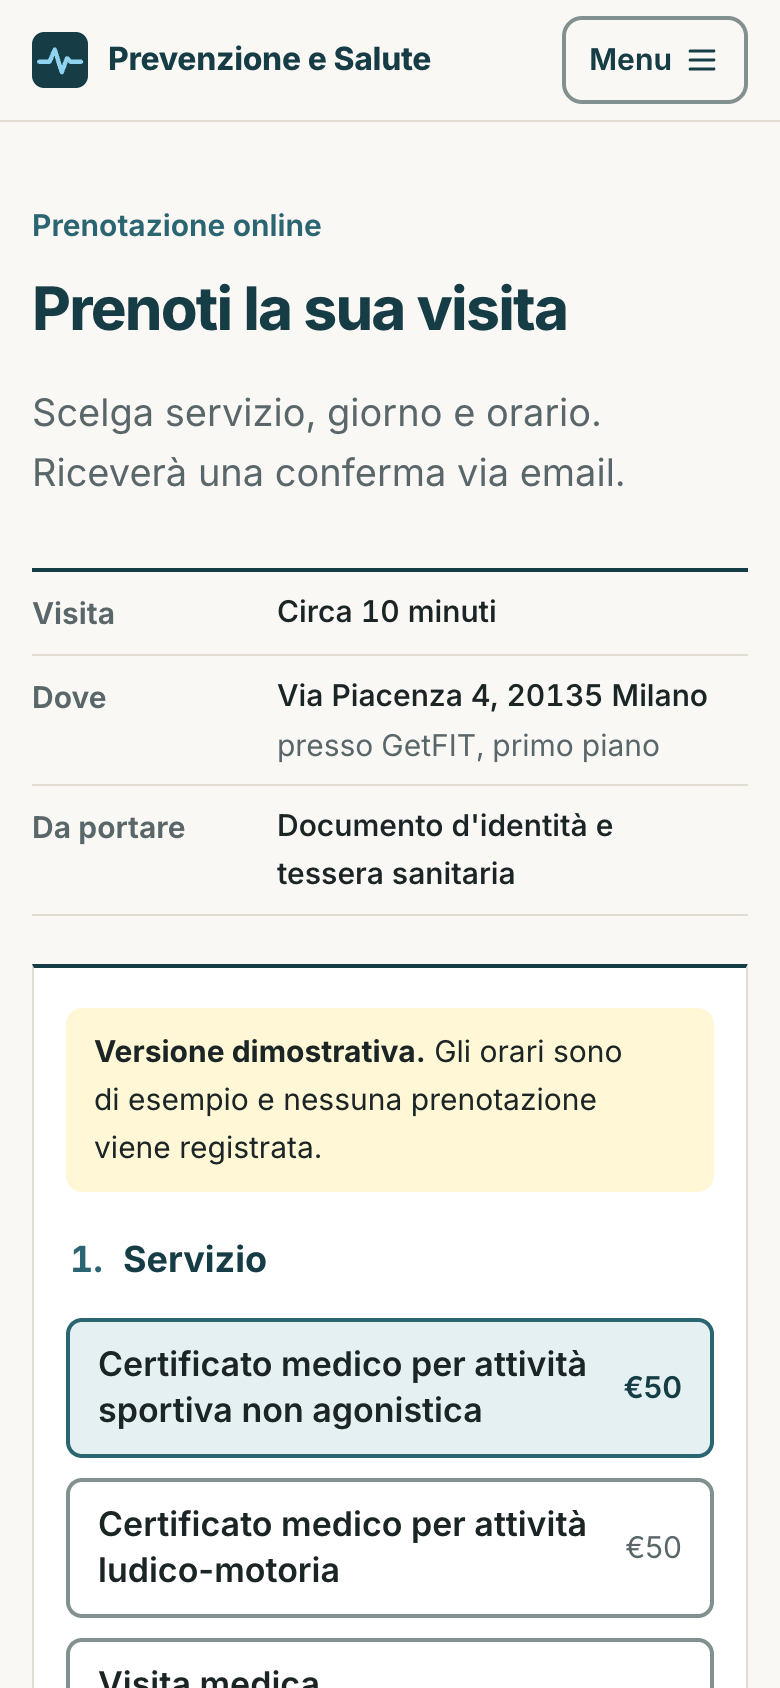 Prevenzione e Salute
Menu
Prenotazione online
Prenoti la sua visita
Scelga servizio, giorno e orario.
Riceverà una conferma via email.
Visita
Circa 10 minuti
Dove
Via Piacenza 4, 20135 Milano
presso GetFIT, primo piano
Da portare
Documento d'identità e
tessera sanitaria
Versione dimostrativa. Gli orari sono
di esempio e nessuna prenotazione
viene registrata.
1. Servizio
Certificato medico per attività
sportiva non agonistica
€50
Certificato medico per attività
ludico-motoria
€50
Visita medica